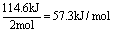 114.6kJ
2mol
= 57.3kJ/mol